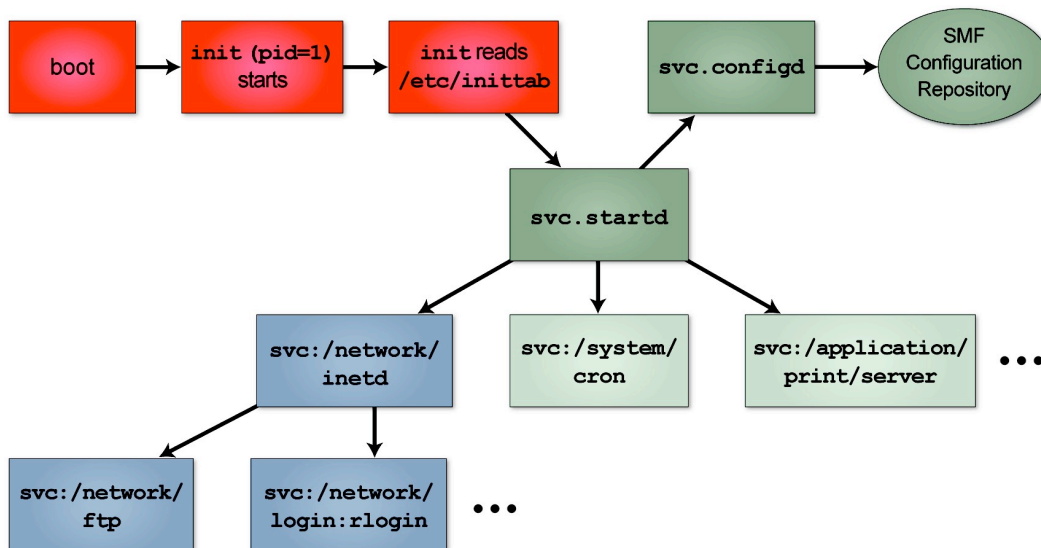 boot
init (pid=1)
starts
init reads
/etc/inittab
svc.configd
SMF
Configuration
Repository
svc.startd
svc:/network/
inetd
svc:/system/
cron
svc:/application/
print/server
...
svc:/network/
ftp
svc:/network/
login:rlogin
...